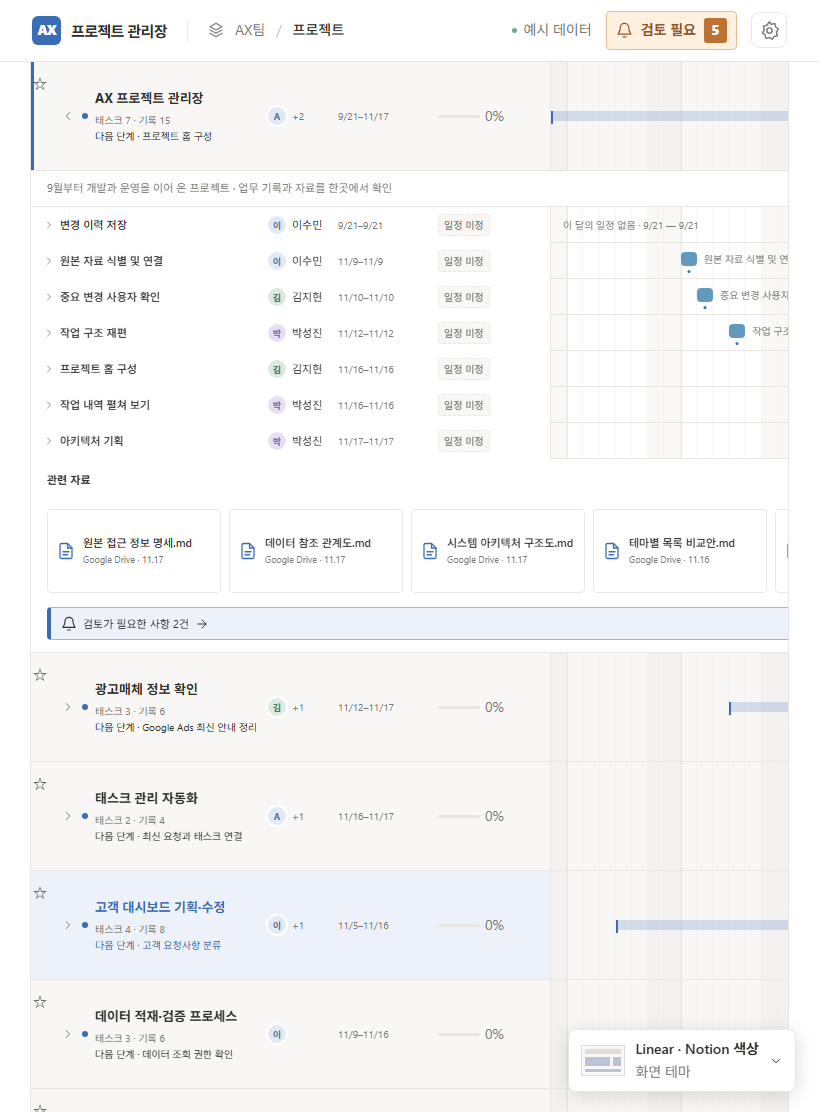 AX 프로젝트 관리장 AX팀 / 프로젝트 예시 데이터 검토 필요 5
AX 프로젝트 관리장
태스크 7 · 기록 15
다음 단계 · 프로젝트 홈 구성
A +2 9/21–11/17 0%
9월부터 개발과 운영을 이어 온 프로젝트 · 업무 기록과 자료를 한곳에서 확인
변경 이력 저장 이 이수민 9/21–9/21 일정 미정 이 달의 일정 없음 · 9/21 — 9/21
원본 자료 식별 및 연결 이 이수민 11/9–11/9 일정 미정 원본 자료 식별 및 연
중요 변경 사용자 확인 김 김지현 11/10–11/10 일정 미정 중요 변경 사용자
작업 구조 재편 박 박성진 11/12–11/12 일정 미정 작업 구조
프로젝트 홈 구성 김 김지현 11/16–11/16 일정 미정
작업 내역 펼쳐 보기 박 박성진 11/16–11/16 일정 미정
아키텍처 기획 박 박성진 11/17–11/17 일정 미정
관련 자료
원본 접근 정보 명세.md
Google Drive · 11.17
데이터 참조 관계도.md
Google Drive · 11.17
시스템 아키텍처 구조도.md
Google Drive · 11.17
테마별 목록 비교안.md
Google Drive · 11.16
검토가 필요한 사항 2건 →
광고매체 정보 확인
태스크 3 · 기록 6
다음 단계 · Google Ads 최신 안내 정리
김 +1 11/12–11/17 0%
태스크 관리 자동화
태스크 2 · 기록 4
다음 단계 · 최신 요청과 태스크 연결
A +1 11/16–11/17 0%
고객 대시보드 기획·수정
태스크 4 · 기록 8
다음 단계 · 고객 요청사항 분류
이 +1 11/5–11/16 0%
데이터 적재·검증 프로세스
태스크 3 · 기록 6
다음 단계 · 데이터 조회 권한 확인
이 11/9–11/16 0%
Linear · Notion 색상
화면 테마